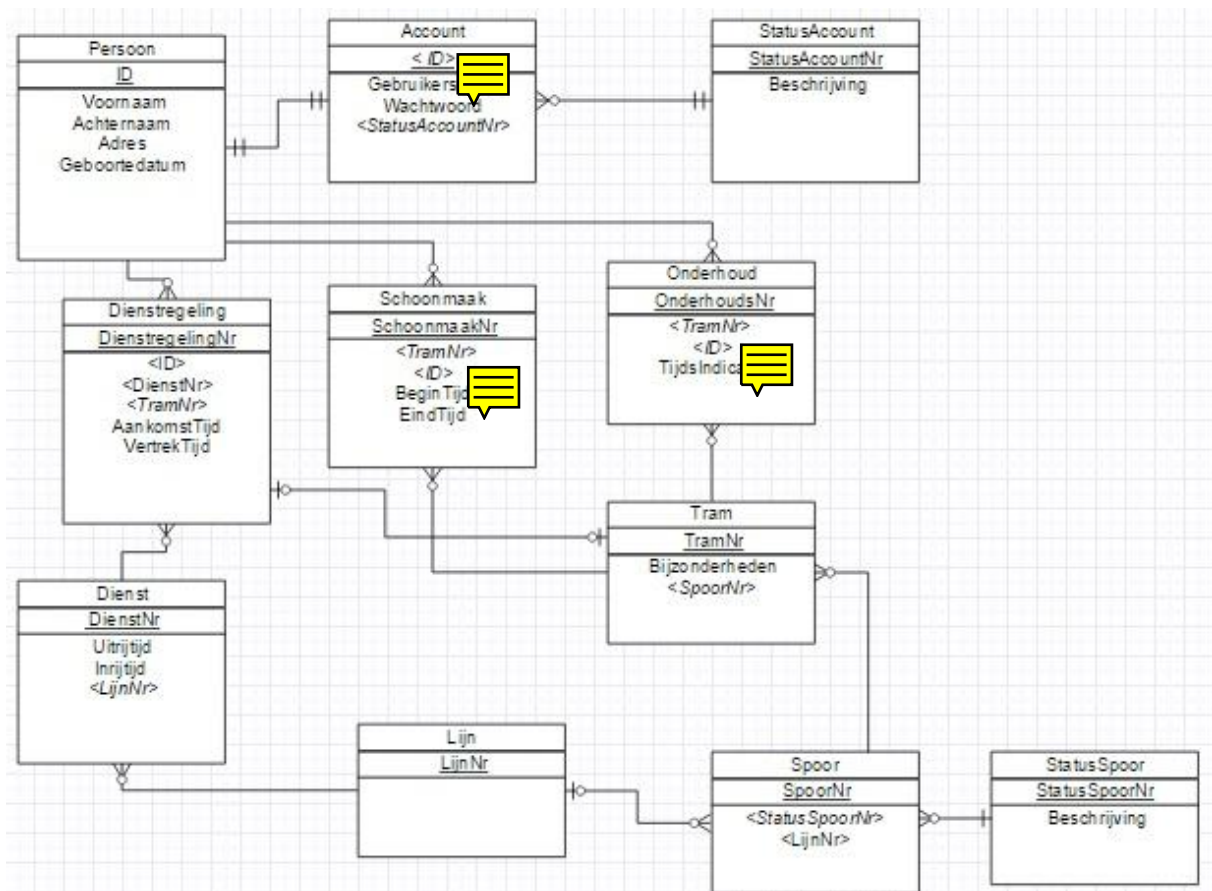 Persoon
ID
Voornaam
Achternaam
Adres
Geboortedatum
Account
< ID>
Wachtwoord
<StatusAccountNr>
StatusAccount
StatusAccountNr
Beschrijving
Dienstregeling
DienstregelingNr
<ID>
<DienstNr>
<TramNr>
AankomstTijd
VertrekTijd
Schoonmaak
SchoonmaakNr
<TramNr>
<ID>
BeginTijd
EindTijd
Onderhoud
OnderhoudsNr
<TramNr>
<ID>
Tram
TramNr
Bijzonderheden
<SpoorNr>
Dienst
DienstNr
Uitrijtijd
Inrijtijd
<LijnNr>
Lijn
LijnNr
Spoor
SpoorNr
<StatusSpoorNr>
<LijnNr>
StatusSpoor
StatusSpoorNr
Beschrijving